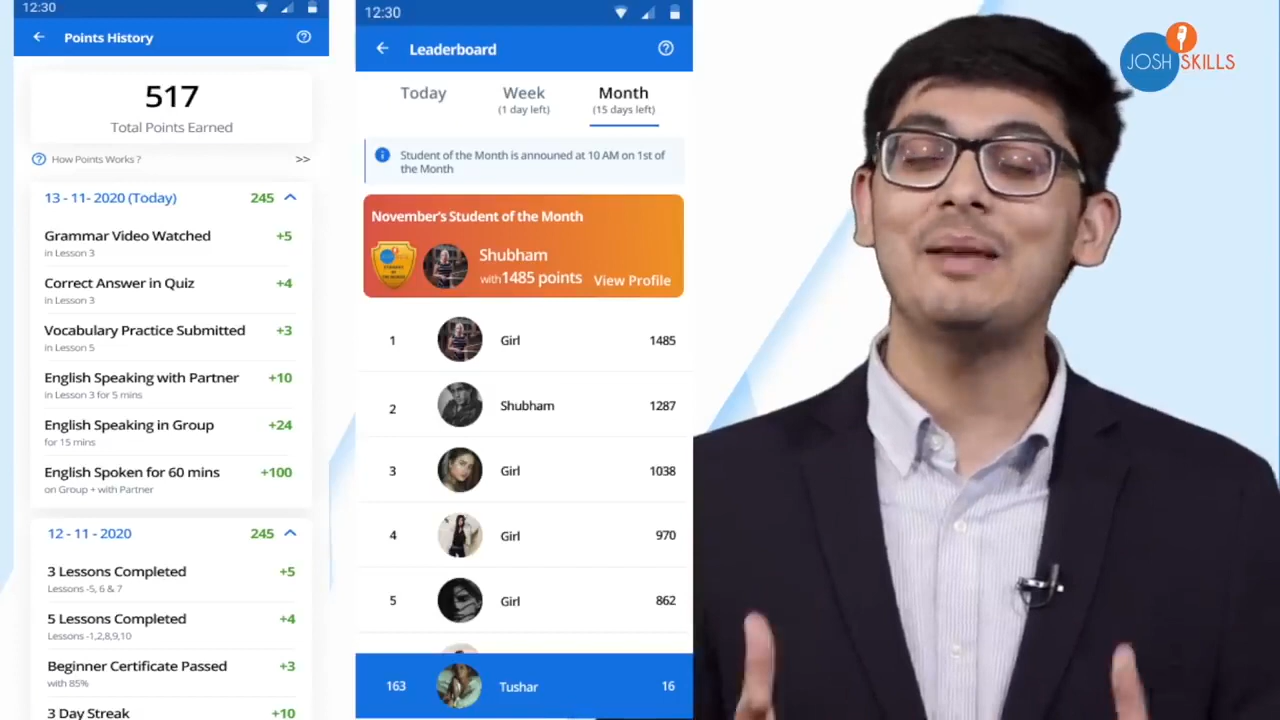 12:30
Points History
517
Total Points Earned
How Points Works ?
>>
13 - 11- 2020 (Today) 245
Grammar Video Watched +5
in Lesson 3
Correct Answer in Quiz +4
in Lesson 3
Vocabulary Practice Submitted +3
in Lesson 5
English Speaking with Partner +10
in Lesson 3 for 5 mins
English Speaking in Group +24
for 15 mins
English Spoken for 60 mins +100
on Group + with Partner
12 - 11 - 2020 245
3 Lessons Completed +5
Lessons -5, 6 & 7
5 Lessons Completed +4
Lessons -1,2,8,9,10
Beginner Certificate Passed +3
with 85%
3 Day Streak +10
12:30
Leaderboard
Today Week Month
(1 day left) (15 days left)
Student of the Month is announed at 10 AM on 1st of
the Month
November's Student of the Month
Shubham
with 1485 points View Profile
1 Girl 1485
2 Shubham 1287
3 Girl 1038
4 Girl 970
5 Girl 862
163 Tushar 16
JOSH SKILLS